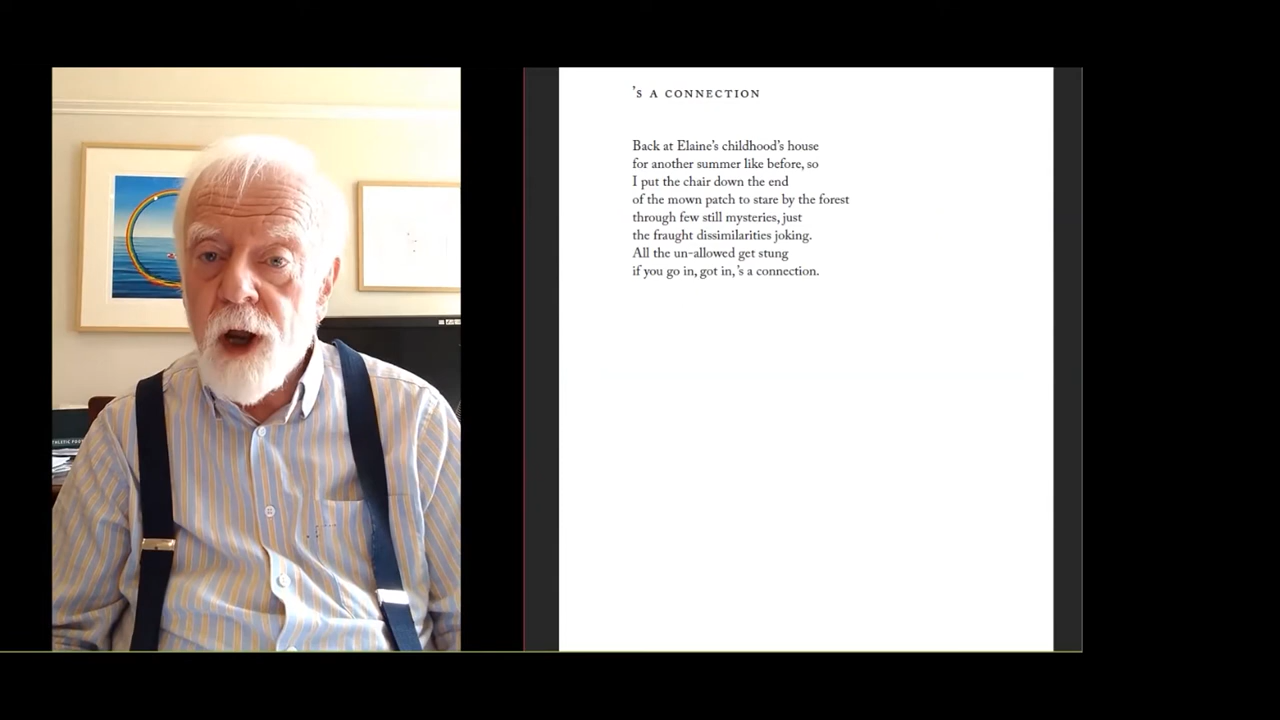 'S A CONNECTION
Back at Elaine's childhood's house
for another summer like before, so
I put the chair down the end
of the mown patch to stare by the forest
through few still mysteries, just
the fraught dissimilarities joking.
All the un-allowed get stung
if you go in, got in, 's a connection.